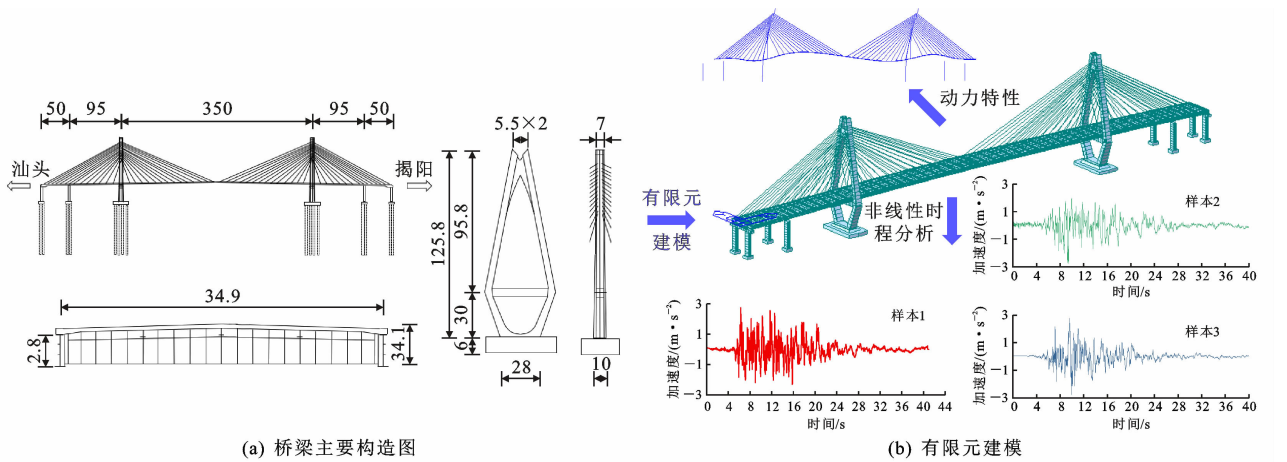 50
95
350
95
50
汕头
揭阳
34.9
2.8
34.1
5.5×2
7
125.8
95.8
30
6
28
10
(a) 桥梁主要构造图
动力特性
有限元
建模
非线性时
程分析
样本2
加速度/(m·s⁻²)
3
1
−1
−3
0 4 8 12 16 20 24 28 32 36 40
时间/s
样本1
加速度/(m·s⁻²)
3
1
−1
−3
0 4 8 12 16 20 24 28 32 36 40 44
时间/s
样本3
加速度/(m·s⁻²)
3
1
−1
−3
0 4 8 12 16 20 24 28 32 36 40
时间/s
(b) 有限元建模